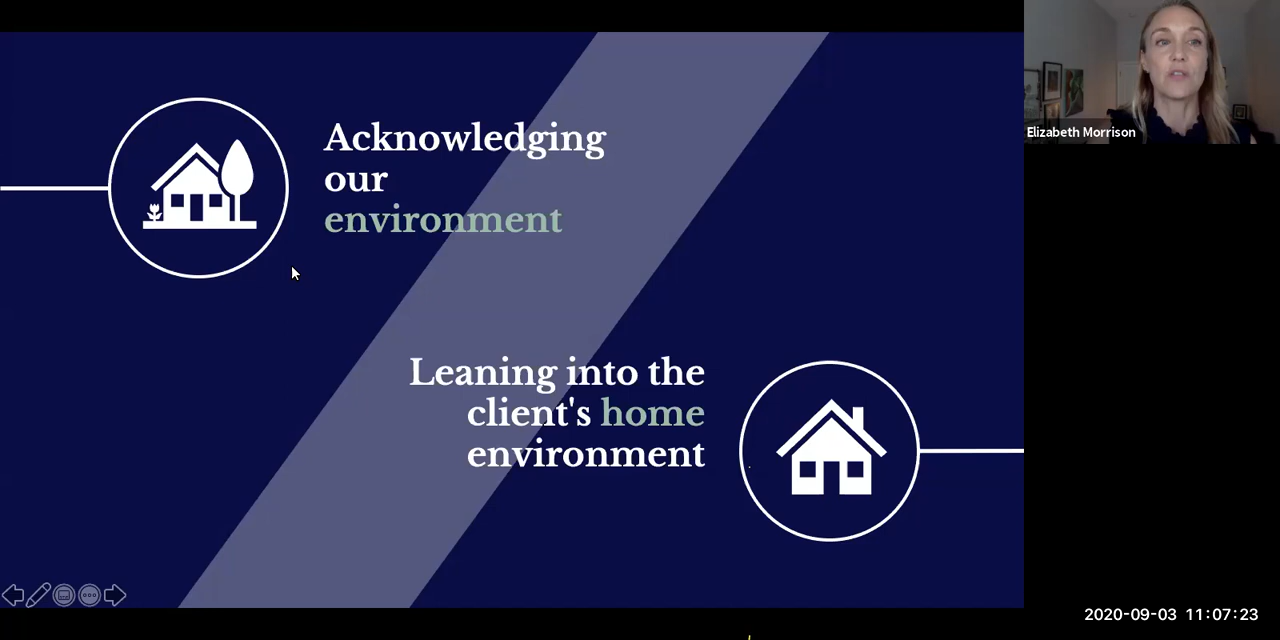 Acknowledging
our
environment
Leaning into the
client's home
environment
Elizabeth Morrison
2020-09-03 11:07:23